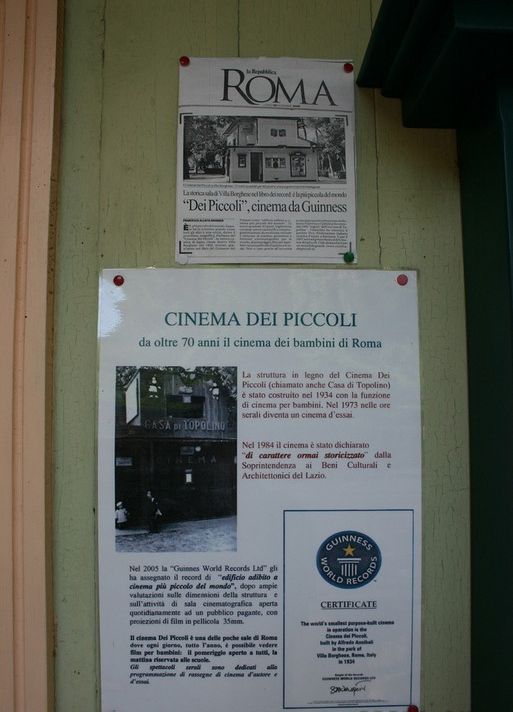 la Repubblica
ROMA
La storica sala di Villa Borghese nel libro dei record: è la più piccola del mondo
“Dei Piccoli”, cinema da Guinness
CINEMA DEI PICCOLI
da oltre 70 anni il cinema dei bambini di Roma
La struttura in legno del Cinema Dei
Piccoli (chiamato anche Casa di Topolino)
è stato costruito nel 1934 con la funzione
di cinema per bambini. Nel 1973 nelle ore
serali diventa un cinema d'essai.
CASA DI TOPOLINO
CINEMA
Nel 1984 il cinema è stato dichiarato
“di carattere ormai storicizzato” dalla
Soprintendenza ai Beni Culturali e
Architettonici del Lazio.
Nel 2005 la “Guinnes World Records Ltd” gli
ha assegnato il record di “edificio adibito a
cinema più piccolo del mondo”, dopo ampie
valutazioni sulle dimensioni della struttura e
sull'attività di sala cinematografica aperta
quotidianamente ad un pubblico pagante, con
proiezioni di film in pellicola 35mm.
Il cinema Dei Piccoli è una delle poche sale di Roma
dove ogni giorno, tutto l'anno, è possibile vedere
film per bambini: il pomeriggio aperto a tutti, la
mattina riservata alle scuole.
Gli spettacoli serali sono dedicati alla
programmazione di rassegne di cinema d'autore e
d'essai.
GUINNESS
WORLD RECORDS
CERTIFICATE
The world's smallest purpose-built cinema
in operation is the
Cinema dei Piccoli,
built by Alfredo Annibali
in the park of
Villa Borghese, Roma, Italy
in 1934
GUINNESS WORLD RECORDS LTD